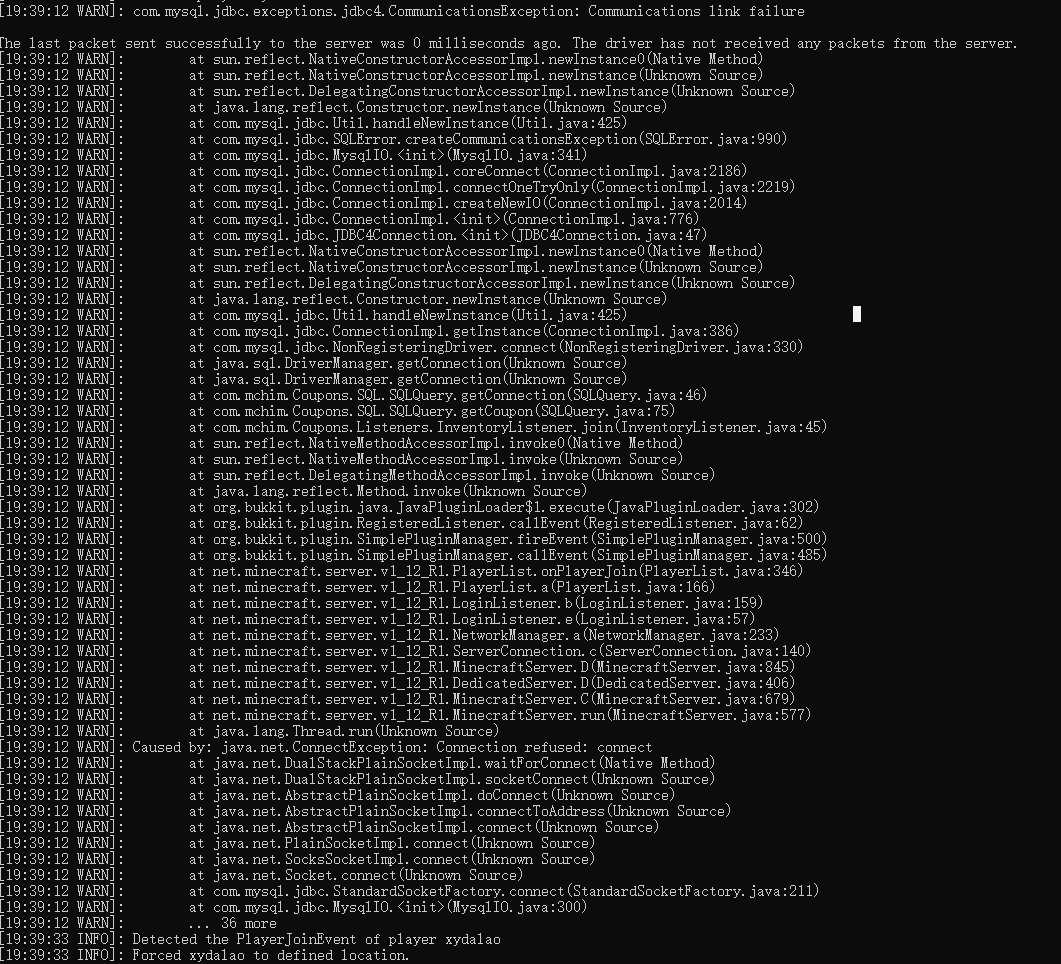 [19:39:12 WARN]: com.mysql.jdbc.exceptions.jdbc4.CommunicationsException: Communications link failure
The last packet sent successfully to the server was 0 milliseconds ago. The driver has not received any packets from the server.
[19:39:12 WARN]: at sun.reflect.NativeConstructorAccessorImpl.newInstance0(Native Method)
[19:39:12 WARN]: at sun.reflect.NativeConstructorAccessorImpl.newInstance(Unknown Source)
[19:39:12 WARN]: at sun.reflect.DelegatingConstructorAccessorImpl.newInstance(Unknown Source)
[19:39:12 WARN]: at java.lang.reflect.Constructor.newInstance(Unknown Source)
[19:39:12 WARN]: at com.mysql.jdbc.Util.handleNewInstance(Util.java:425)
[19:39:12 WARN]: at com.mysql.jdbc.SQLError.createCommunicationsException(SQLError.java:990)
[19:39:12 WARN]: at com.mysql.jdbc.MysqlIO.<init>(MysqlIO.java:341)
[19:39:12 WARN]: at com.mysql.jdbc.ConnectionImpl.coreConnect(ConnectionImpl.java:2186)
[19:39:12 WARN]: at com.mysql.jdbc.ConnectionImpl.connectOneTryOnly(ConnectionImpl.java:2219)
[19:39:12 WARN]: at com.mysql.jdbc.ConnectionImpl.createNewIO(ConnectionImpl.java:2014)
[19:39:12 WARN]: at com.mysql.jdbc.ConnectionImpl.<init>(ConnectionImpl.java:776)
[19:39:12 WARN]: at com.mysql.jdbc.JDBC4Connection.<init>(JDBC4Connection.java:47)
[19:39:12 WARN]: at sun.reflect.NativeConstructorAccessorImpl.newInstance0(Native Method)
[19:39:12 WARN]: at sun.reflect.NativeConstructorAccessorImpl.newInstance(Unknown Source)
[19:39:12 WARN]: at sun.reflect.DelegatingConstructorAccessorImpl.newInstance(Unknown Source)
[19:39:12 WARN]: at java.lang.reflect.Constructor.newInstance(Unknown Source)
[19:39:12 WARN]: at com.mysql.jdbc.Util.handleNewInstance(Util.java:425)
[19:39:12 WARN]: at com.mysql.jdbc.ConnectionImpl.getInstance(ConnectionImpl.java:386)
[19:39:12 WARN]: at com.mysql.jdbc.NonRegisteringDriver.connect(NonRegisteringDriver.java:330)
[19:39:12 WARN]: at java.sql.DriverManager.getConnection(Unknown Source)
[19:39:12 WARN]: at java.sql.DriverManager.getConnection(Unknown Source)
[19:39:12 WARN]: at com.mchim.Coupons.SQL.SQLQuery.getConnection(SQLQuery.java:46)
[19:39:12 WARN]: at com.mchim.Coupons.SQL.SQLQuery.getCoupon(SQLQuery.java:75)
[19:39:12 WARN]: at com.mchim.Coupons.Listeners.InventoryListener.join(InventoryListener.java:45)
[19:39:12 WARN]: at sun.reflect.NativeMethodAccessorImpl.invoke0(Native Method)
[19:39:12 WARN]: at sun.reflect.NativeMethodAccessorImpl.invoke(Unknown Source)
[19:39:12 WARN]: at sun.reflect.DelegatingMethodAccessorImpl.invoke(Unknown Source)
[19:39:12 WARN]: at java.lang.reflect.Method.invoke(Unknown Source)
[19:39:12 WARN]: at org.bukkit.plugin.java.JavaPluginLoader$1.execute(JavaPluginLoader.java:302)
[19:39:12 WARN]: at org.bukkit.plugin.RegisteredListener.callEvent(RegisteredListener.java:62)
[19:39:12 WARN]: at org.bukkit.plugin.SimplePluginManager.fireEvent(SimplePluginManager.java:500)
[19:39:12 WARN]: at org.bukkit.plugin.SimplePluginManager.callEvent(SimplePluginManager.java:485)
[19:39:12 WARN]: at net.minecraft.server.v1_12_R1.PlayerList.onPlayerJoin(PlayerList.java:346)
[19:39:12 WARN]: at net.minecraft.server.v1_12_R1.PlayerList.a(PlayerList.java:166)
[19:39:12 WARN]: at net.minecraft.server.v1_12_R1.LoginListener.b(LoginListener.java:159)
[19:39:12 WARN]: at net.minecraft.server.v1_12_R1.LoginListener.e(LoginListener.java:57)
[19:39:12 WARN]: at net.minecraft.server.v1_12_R1.NetworkManager.a(NetworkManager.java:233)
[19:39:12 WARN]: at net.minecraft.server.v1_12_R1.ServerConnection.c(ServerConnection.java:140)
[19:39:12 WARN]: at net.minecraft.server.v1_12_R1.MinecraftServer.D(MinecraftServer.java:845)
[19:39:12 WARN]: at net.minecraft.server.v1_12_R1.DedicatedServer.D(DedicatedServer.java:406)
[19:39:12 WARN]: at net.minecraft.server.v1_12_R1.MinecraftServer.C(MinecraftServer.java:679)
[19:39:12 WARN]: at net.minecraft.server.v1_12_R1.MinecraftServer.run(MinecraftServer.java:577)
[19:39:12 WARN]: at java.lang.Thread.run(Unknown Source)
[19:39:12 WARN]: Caused by: java.net.ConnectException: Connection refused: connect
[19:39:12 WARN]: at java.net.DualStackPlainSocketImpl.waitForConnect(Native Method)
[19:39:12 WARN]: at java.net.DualStackPlainSocketImpl.socketConnect(Unknown Source)
[19:39:12 WARN]: at java.net.AbstractPlainSocketImpl.doConnect(Unknown Source)
[19:39:12 WARN]: at java.net.AbstractPlainSocketImpl.connectToAddress(Unknown Source)
[19:39:12 WARN]: at java.net.AbstractPlainSocketImpl.connect(Unknown Source)
[19:39:12 WARN]: at java.net.PlainSocketImpl.connect(Unknown Source)
[19:39:12 WARN]: at java.net.SocksSocketImpl.connect(Unknown Source)
[19:39:12 WARN]: at java.net.Socket.connect(Unknown Source)
[19:39:12 WARN]: at com.mysql.jdbc.StandardSocketFactory.connect(StandardSocketFactory.java:211)
[19:39:12 WARN]: at com.mysql.jdbc.MysqlIO.<init>(MysqlIO.java:300)
[19:39:12 WARN]: ... 36 more
[19:39:33 INFO]: Detected the PlayerJoinEvent of player xydalao
[19:39:33 INFO]: Forced xydalao to defined location.